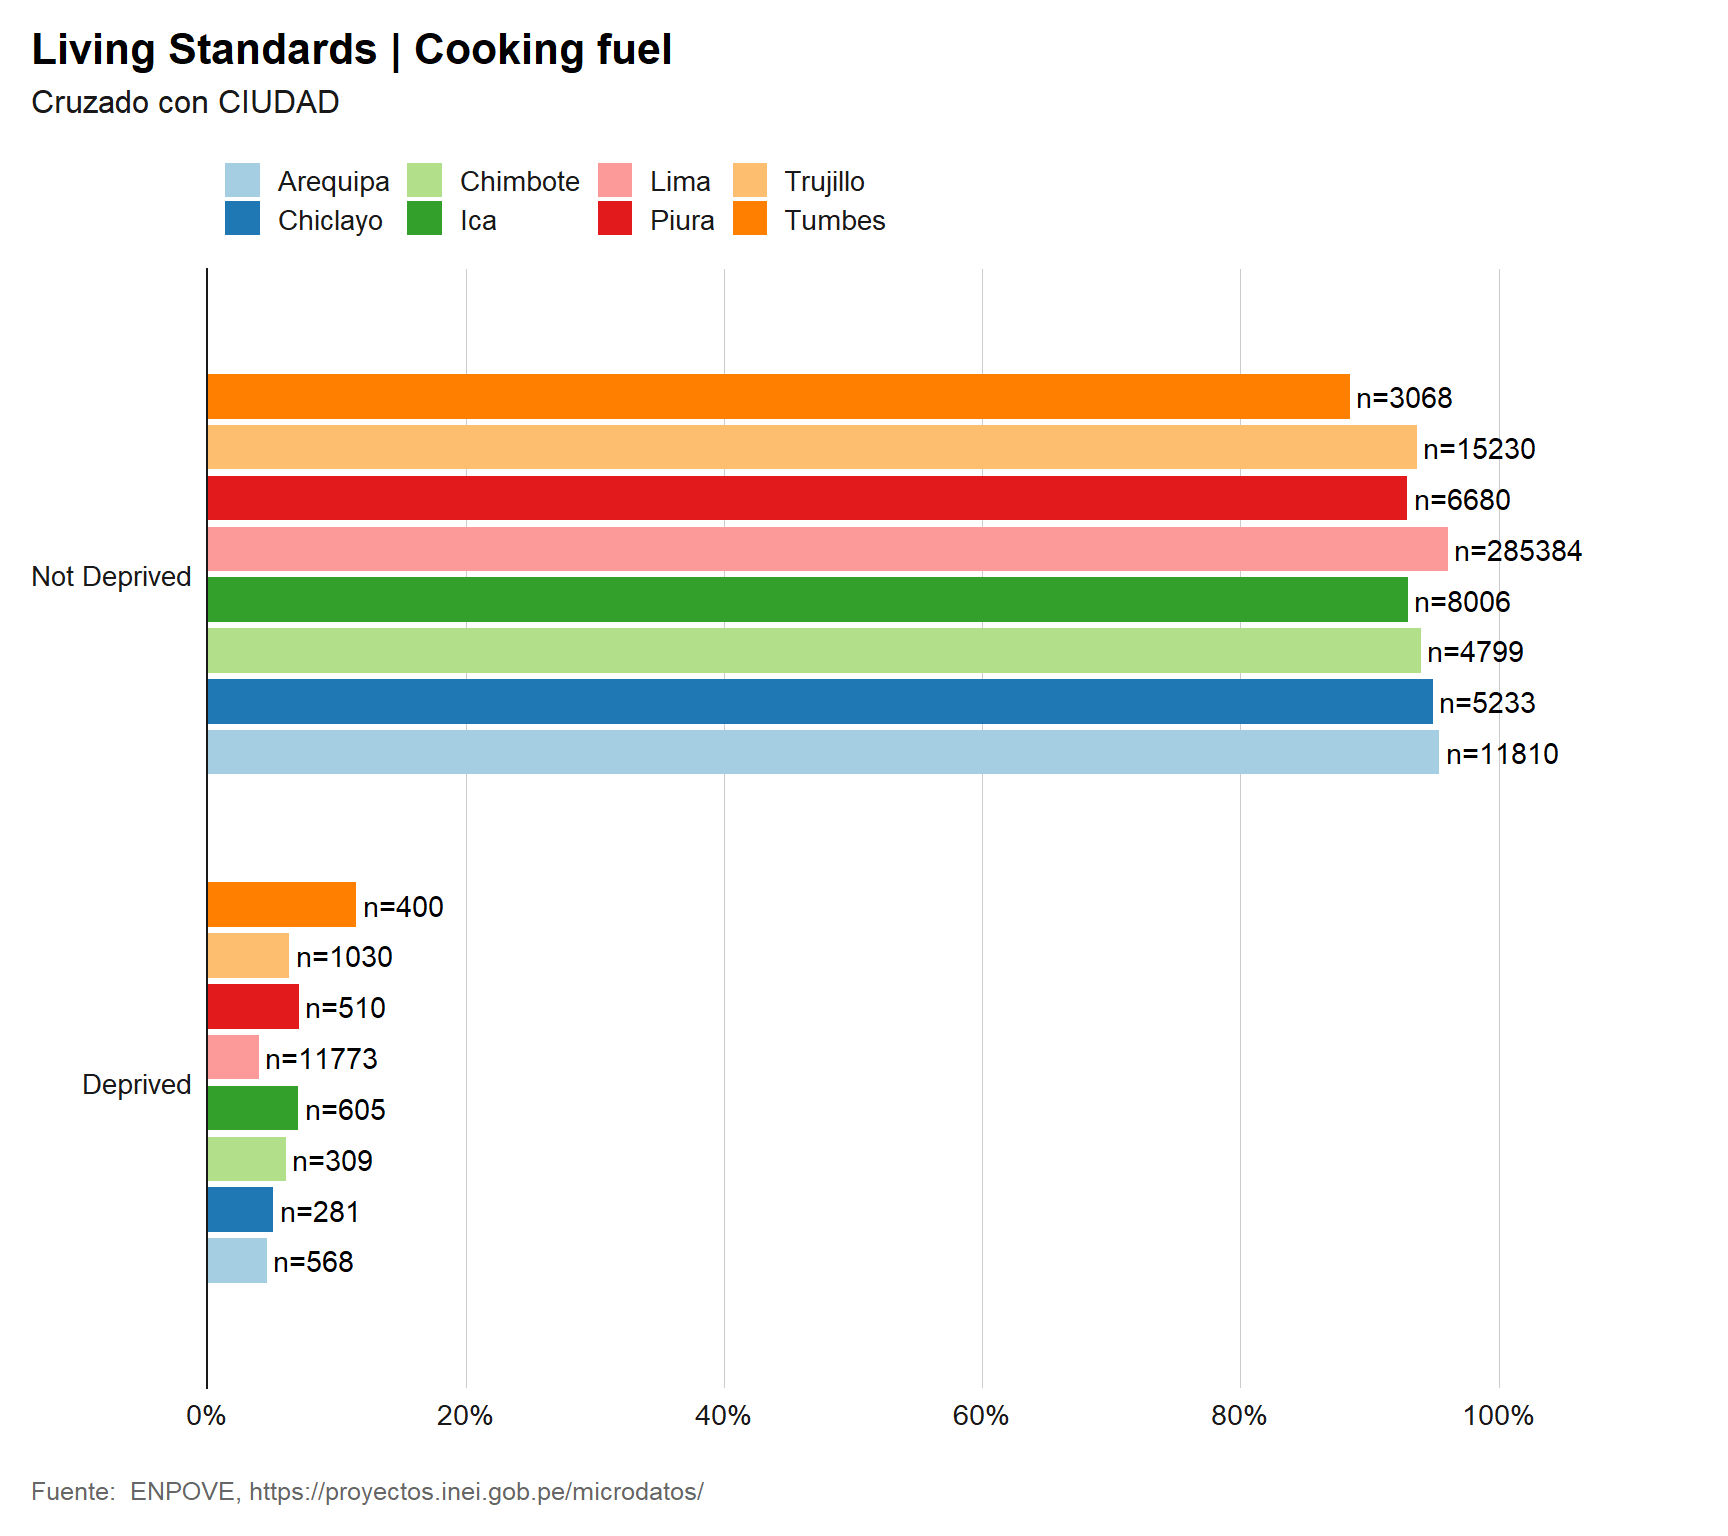 Living Standards | Cooking fuel
Cruzado con CIUDAD
Arequipa Chimbote Lima Trujillo
Chiclayo Ica Piura Tumbes
n=3068
n=15230
n=6680
n=285384
Not Deprived
n=8006
n=4799
n=5233
n=11810
n=400
n=1030
n=510
n=11773
Deprived
n=605
n=309
n=281
n=568
0% 20% 40% 60% 80% 100%
Fuente:  ENPOVE, https://proyectos.inei.gob.pe/microdatos/